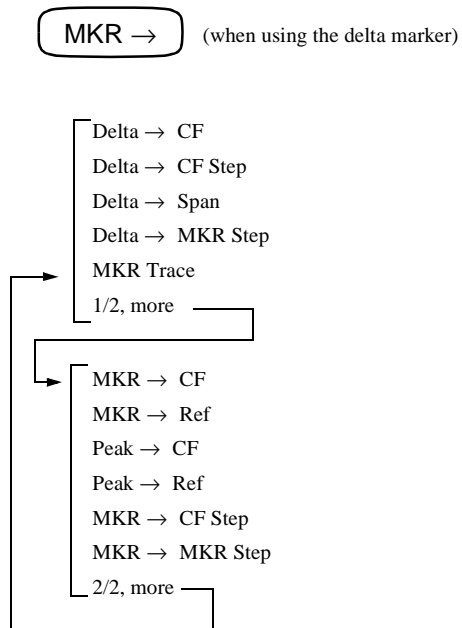 MKR → (when using the delta marker)
Delta → CF
Delta → CF Step
Delta → Span
Delta → MKR Step
MKR Trace
1/2, more
MKR → CF
MKR → Ref
Peak → CF
Peak → Ref
MKR → CF Step
MKR → MKR Step
2/2, more